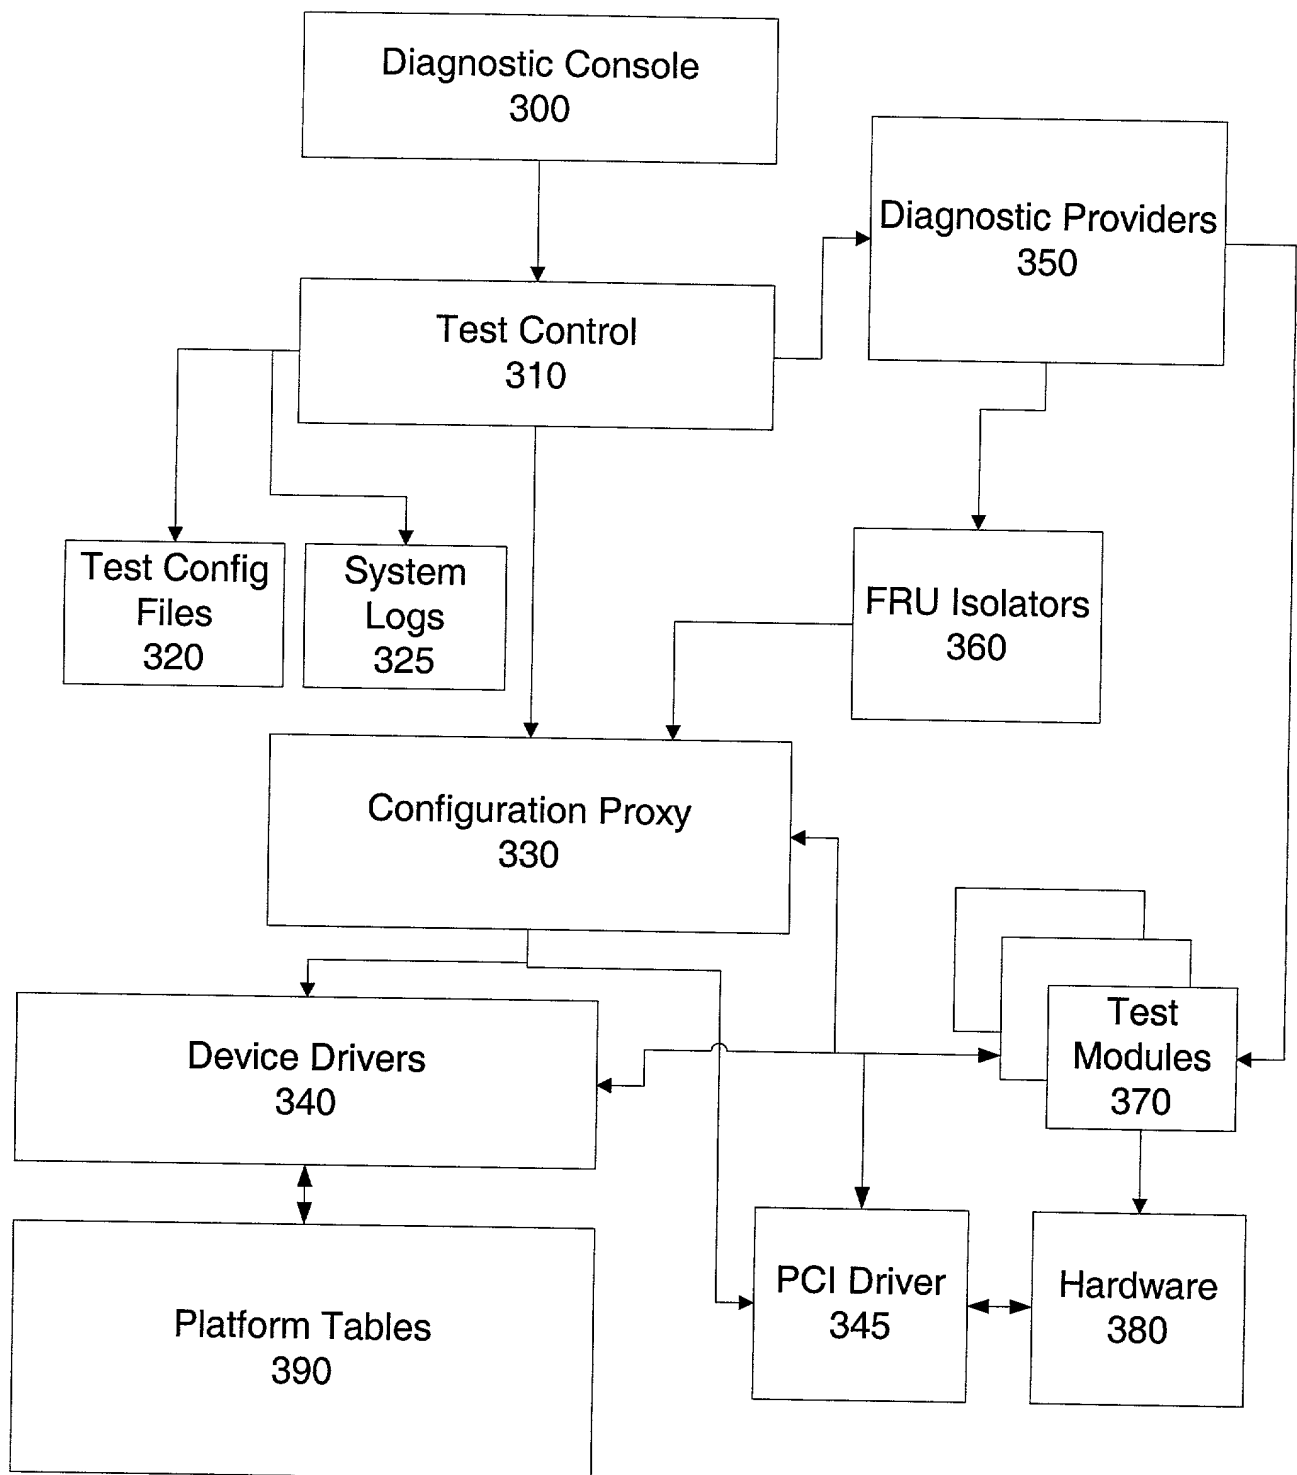 Diagnostic Console
300
Diagnostic Providers
350
Test Control
310
Test Config
Files
320
System
Logs
325
FRU Isolators
360
Configuration Proxy
330
Test
Modules
370
Device Drivers
340
PCI Driver
345
Hardware
380
Platform Tables
390